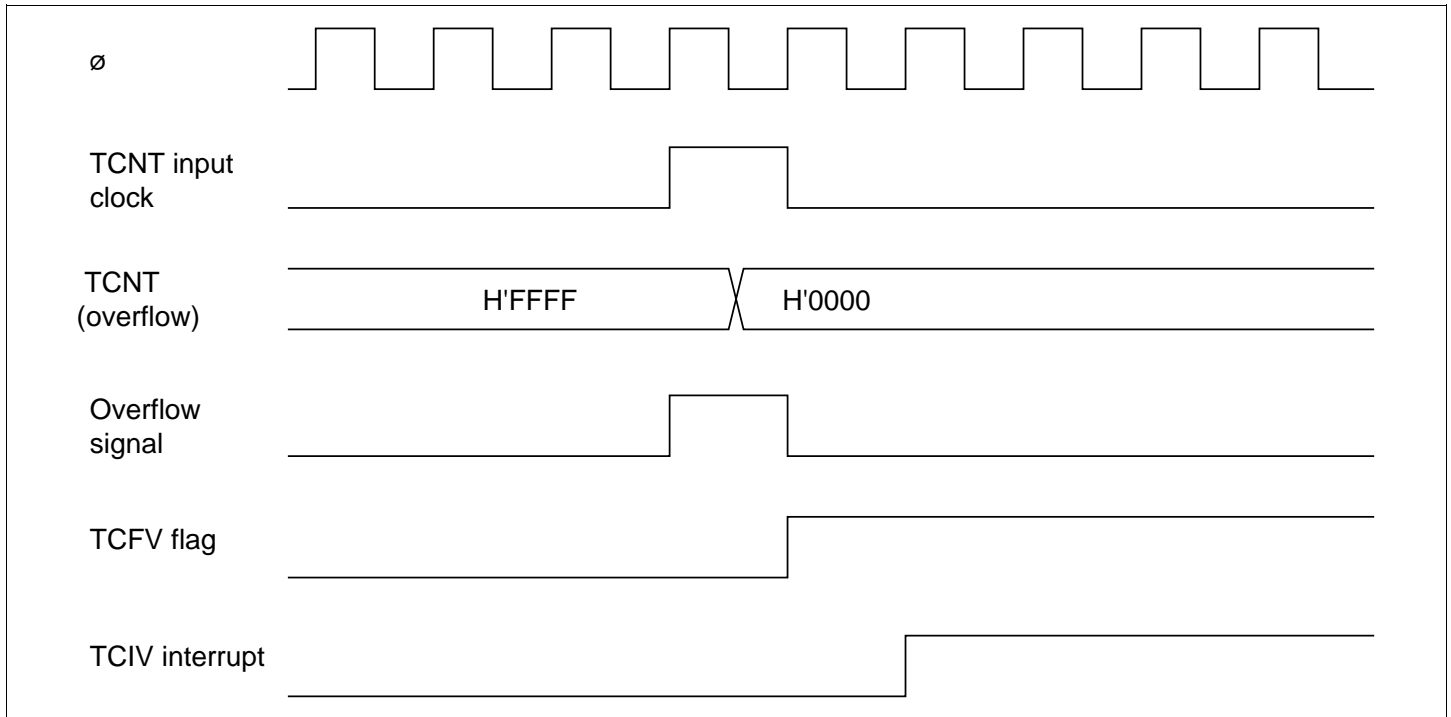 ø
TCNT input
clock
TCNT
(overflow)
H'FFFF
H'0000
Overflow
signal
TCFV flag
TCIV interrupt